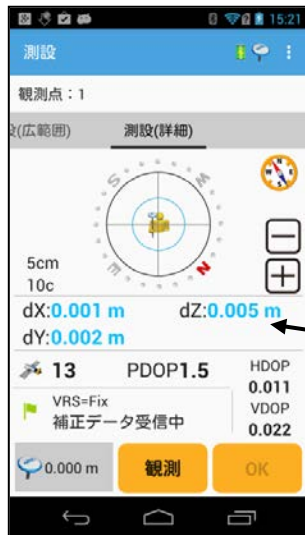 15:21
測設
観測点：1
(広範囲) 測設(詳細)
S W N E
5cm
10c
dX:0.001 m dZ:0.005 m
dY:0.002 m
13 PDOP1.5 HDOP
0.011
VRS=Fix
補正データ受信中
VDOP
0.022
0.000 m 観測 OK